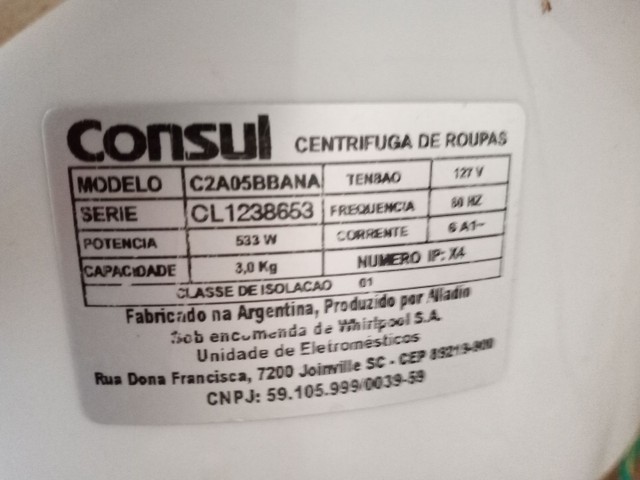 Consul CENTRIFUGA DE ROUPAS
MODELO C2A05BBANA TENSAO 127 V
SERIE CL1238653 FREQUENCIA 60 HZ
POTENCIA 533 W CORRENTE 6 A1~
CAPACIDADE 3,0 Kg NUMERO IP: X4
CLASSE DE ISOLACAO 01
Fabricado na Argentina, Produzido por Alladio
Sob encomenda de Whirlpool S.A.
Unidade de Eletromésticos
Rua Dona Francisca, 7200 Joinville SC - CEP 89219-900
CNPJ: 59.105.999/0039-59